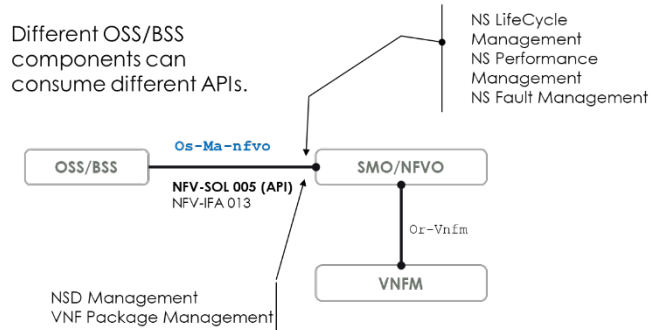 Different OSS/BSS
components can
consume different APIs.
NS LifeCycle
Management
NS Performance
Management
NS Fault Management
Os-Ma-nfvo
OSS/BSS
SMO/NFVO
NFV-SOL 005 (API)
NFV-IFA 013
Or-Vnfm
VNFM
NSD Management
VNF Package Management